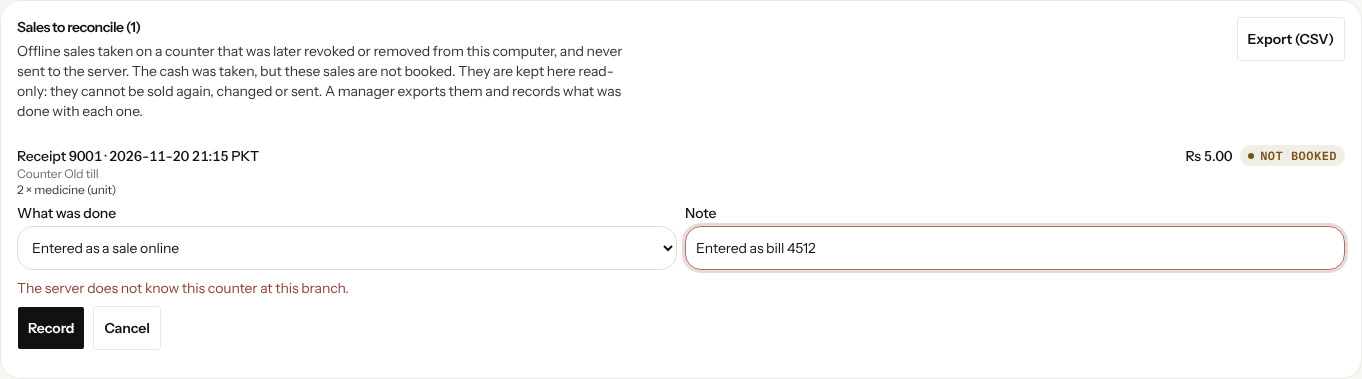 Sales to reconcile (1)
Export (CSV)
Offline sales taken on a counter that was later revoked or removed from this computer, and never
sent to the server. The cash was taken, but these sales are not booked. They are kept here read-
only: they cannot be sold again, changed or sent. A manager exports them and records what was
done with each one.
Receipt 9001 · 2026-11-20 21:15 PKT
Rs 5.00
NOT BOOKED
Counter Old till
2 × medicine (unit)
What was done
Note
Entered as a sale online
Entered as bill 4512
The server does not know this counter at this branch.
Record
Cancel